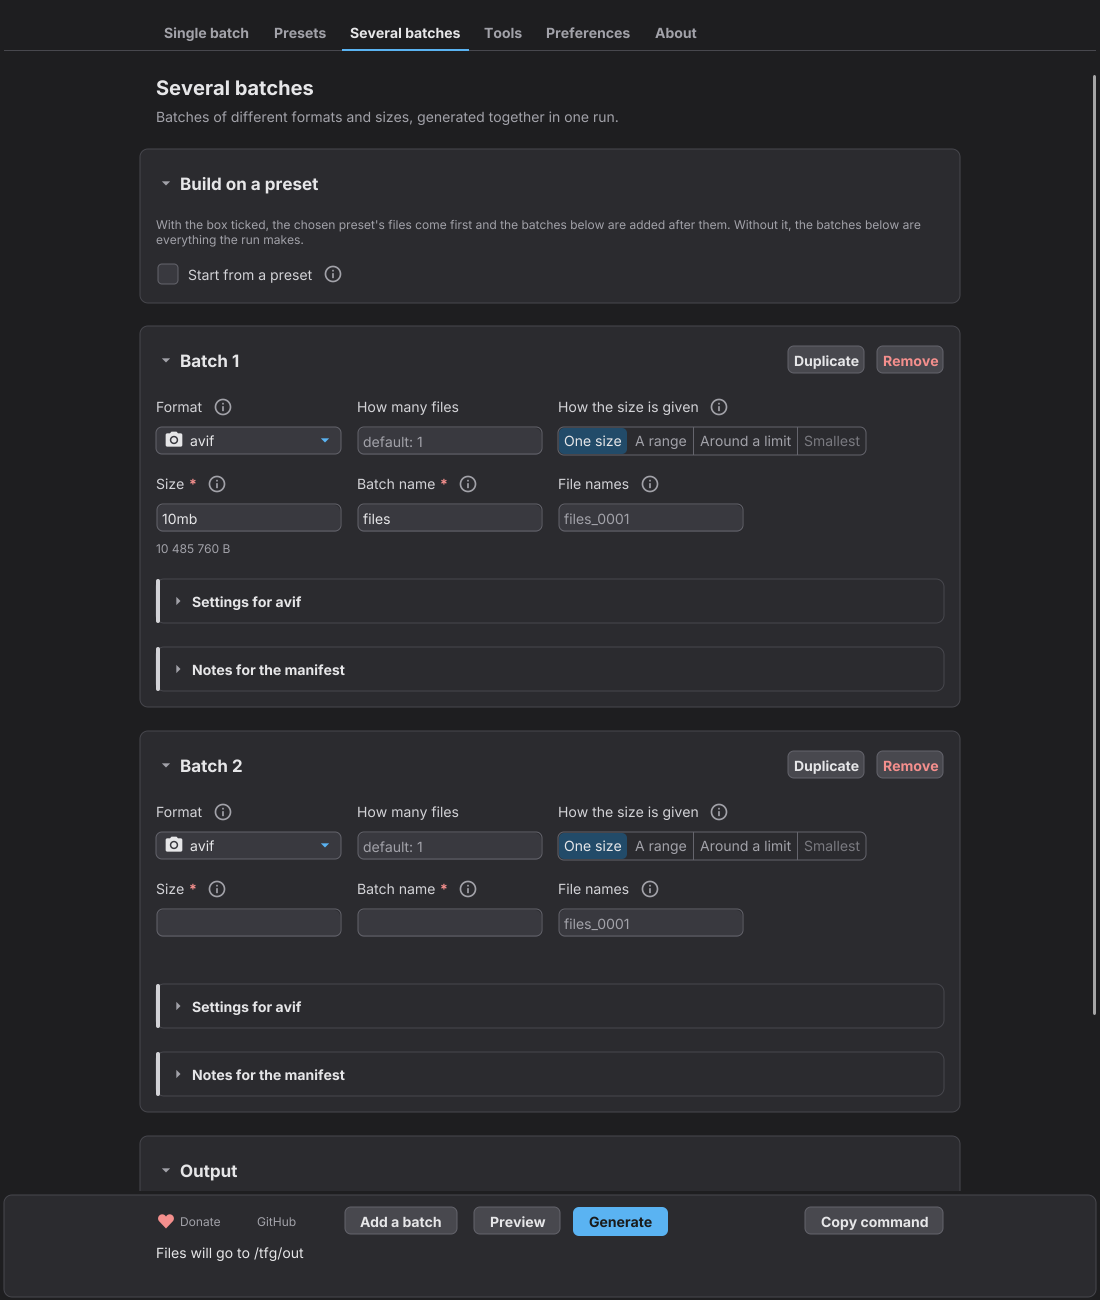 Single batch Presets Several batches Tools Preferences About
Several batches
Batches of different formats and sizes, generated together in one run.
Build on a preset
With the box ticked, the chosen preset's files come first and the batches below are added after them. Without it, the batches below are
everything the run makes.
Start from a preset
Batch 1 Duplicate Remove
Format How many files How the size is given
avif default: 1 One size A range Around a limit Smallest
Size * Batch name * File names
10mb files files_0001
10 485 760 B
Settings for avif
Notes for the manifest
Batch 2 Duplicate Remove
Format How many files How the size is given
avif default: 1 One size A range Around a limit Smallest
Size * Batch name * File names
files_0001
Settings for avif
Notes for the manifest
Output
Donate GitHub Add a batch Preview Generate Copy command
Files will go to /tfg/out